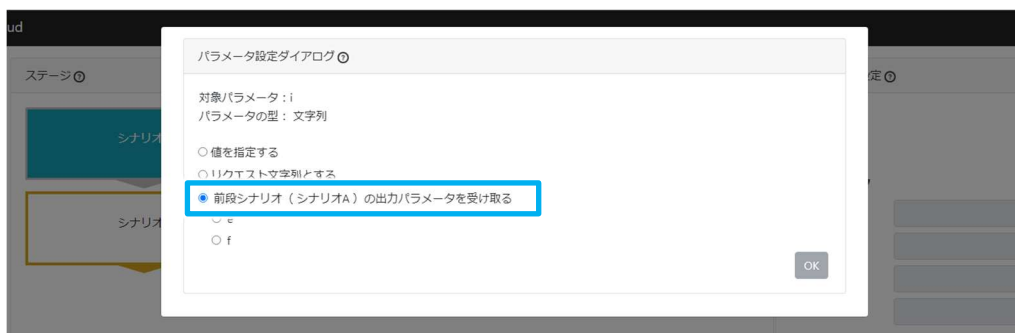 ud
パラメータ設定ダイアログ ?
ステージ ?
定 ?
対象パラメータ : i
パラメータの型 : 文字列
シナリオ
値を指定する
リクエスト文字列とする
前段シナリオ ( シナリオA ) の出力パラメータを受け取る
シナリオ
e
f
OK